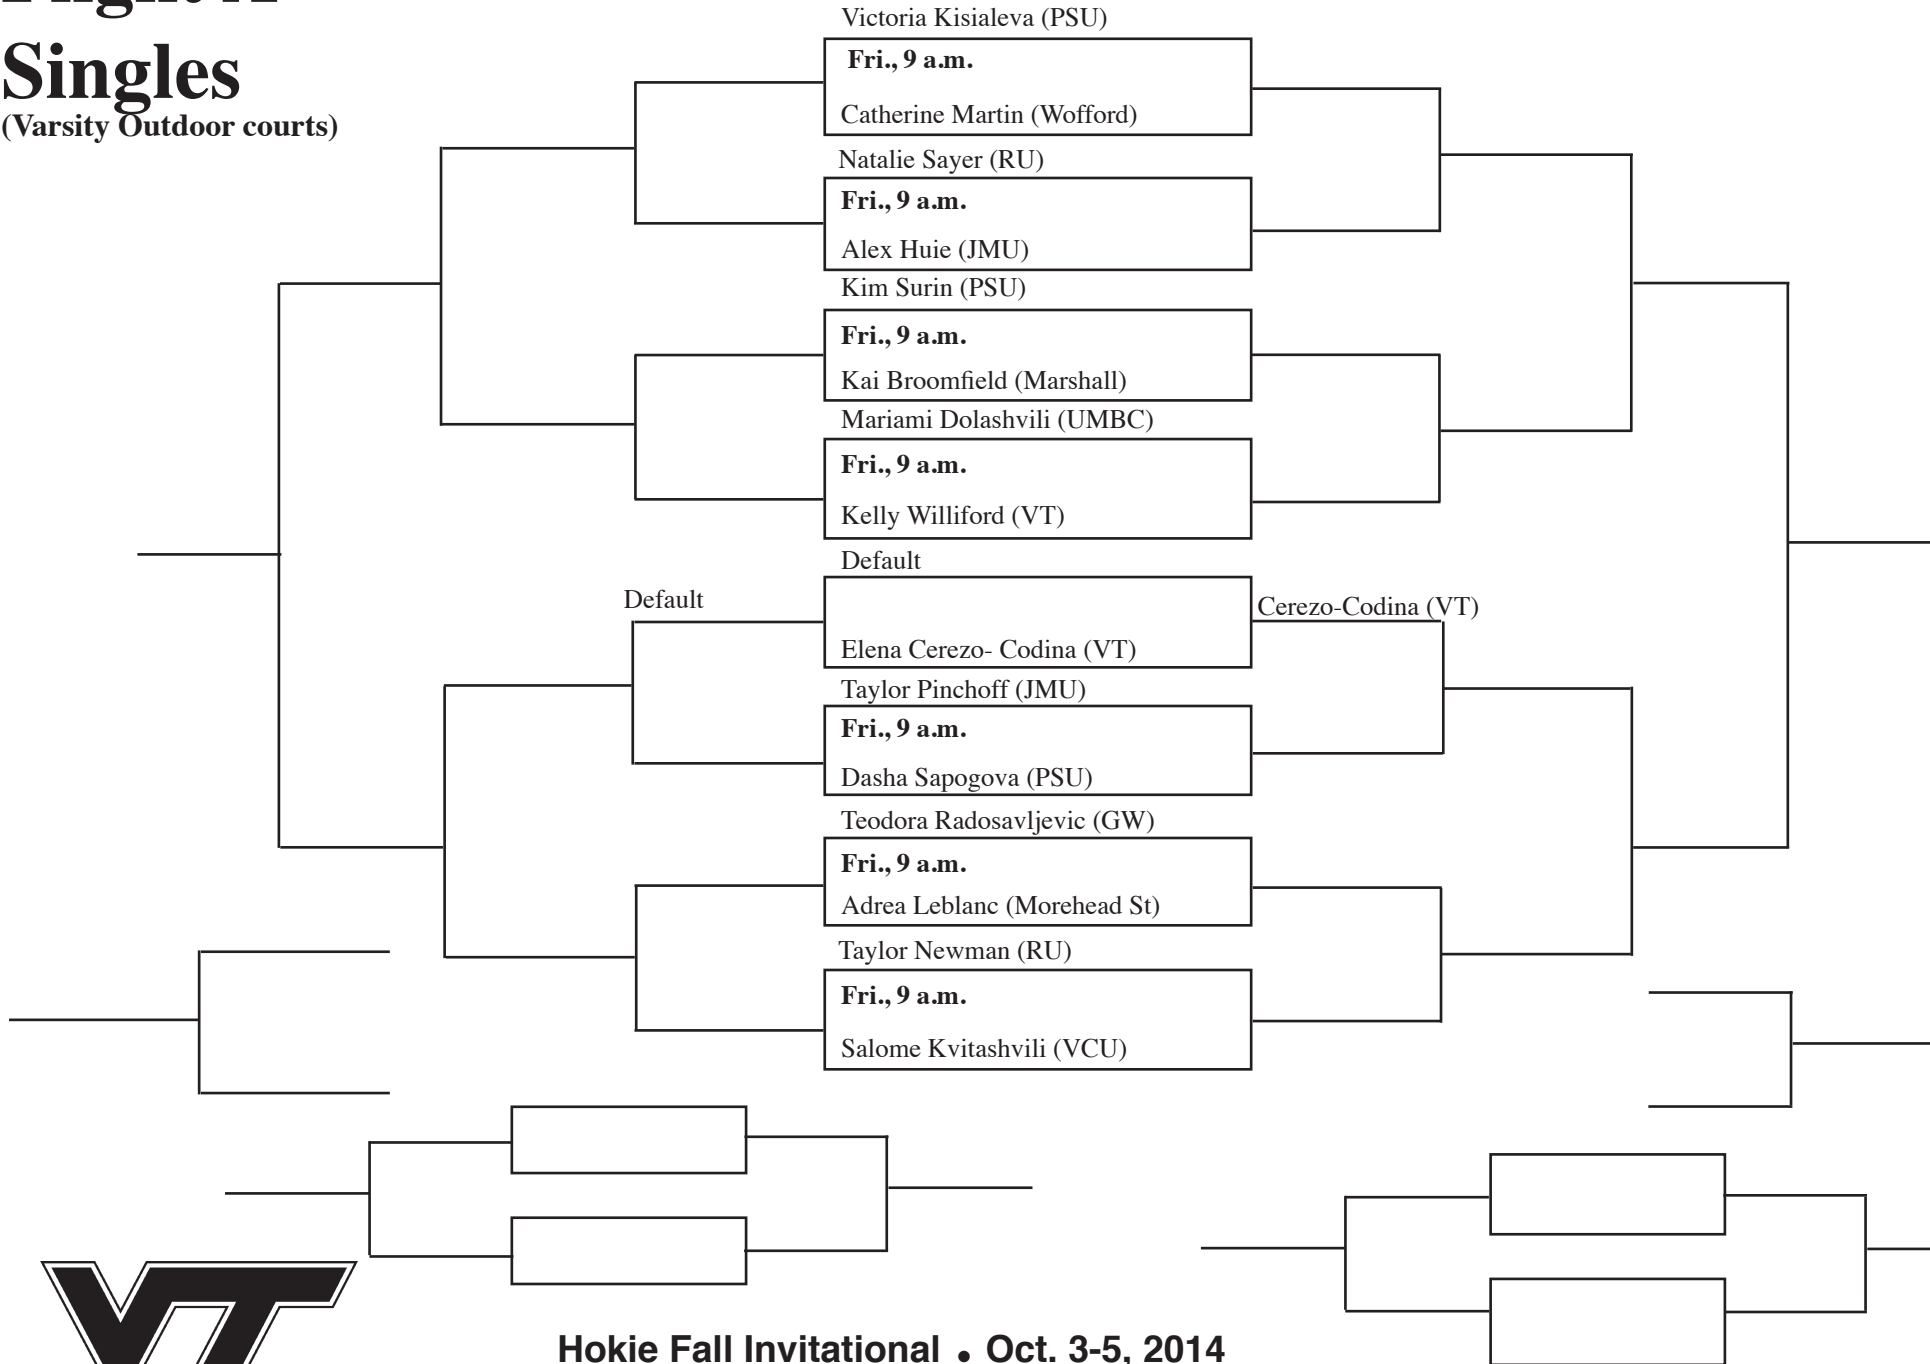 Singles
(Varsity Outdoor courts)
Victoria Kisialeva (PSU)
Fri., 9 a.m.
Catherine Martin (Wofford)
Natalie Sayer (RU)
Fri., 9 a.m.
Alex Huie (JMU)
Kim Surin (PSU)
Fri., 9 a.m.
Kai Broomfield (Marshall)
Mariami Dolashvili (UMBC)
Fri., 9 a.m.
Kelly Williford (VT)
Default
Default
Cerezo-Codina (VT)
Elena Cerezo- Codina (VT)
Taylor Pinchoff (JMU)
Fri., 9 a.m.
Dasha Sapogova (PSU)
Teodora Radosavljevic (GW)
Fri., 9 a.m.
Adrea Leblanc (Morehead St)
Taylor Newman (RU)
Fri., 9 a.m.
Salome Kvitashvili (VCU)
VT
Hokie Fall Invitational • Oct. 3-5, 2014